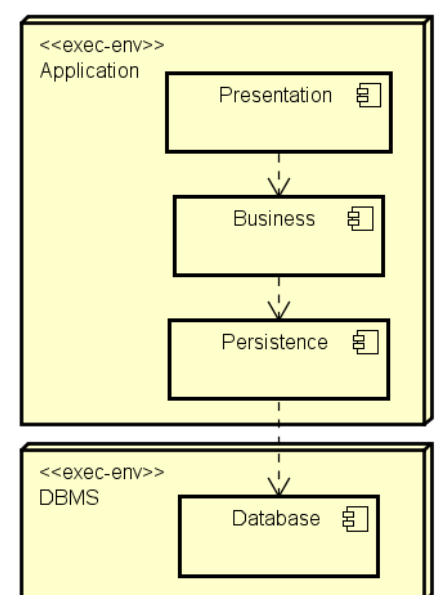 <<exec-env>>
Application
Presentation
Business
Persistence
<<exec-env>>
DBMS
Database